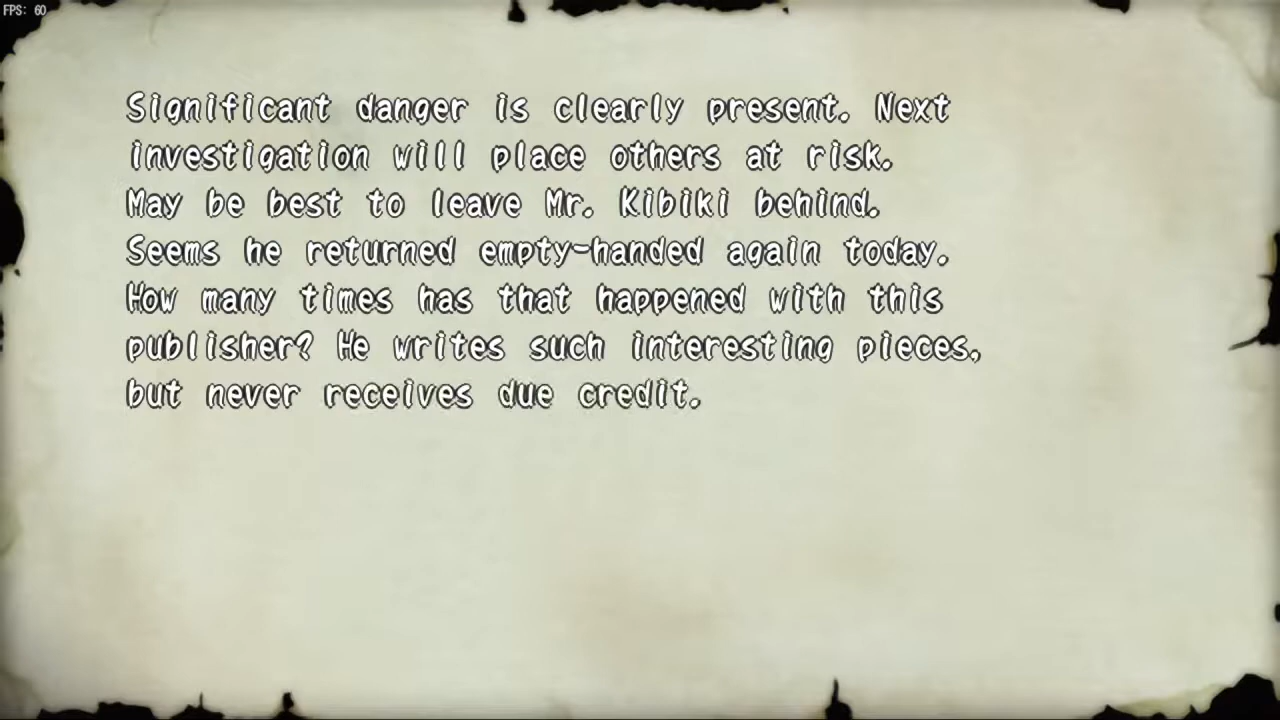 FPS: 60
Significant danger is clearly present. Next
investigation will place others at risk.
May be best to leave Mr. Kibiki behind.
Seems he returned empty-handed again today.
How many times has that happened with this
publisher? He writes such interesting pieces,
but never receives due credit.